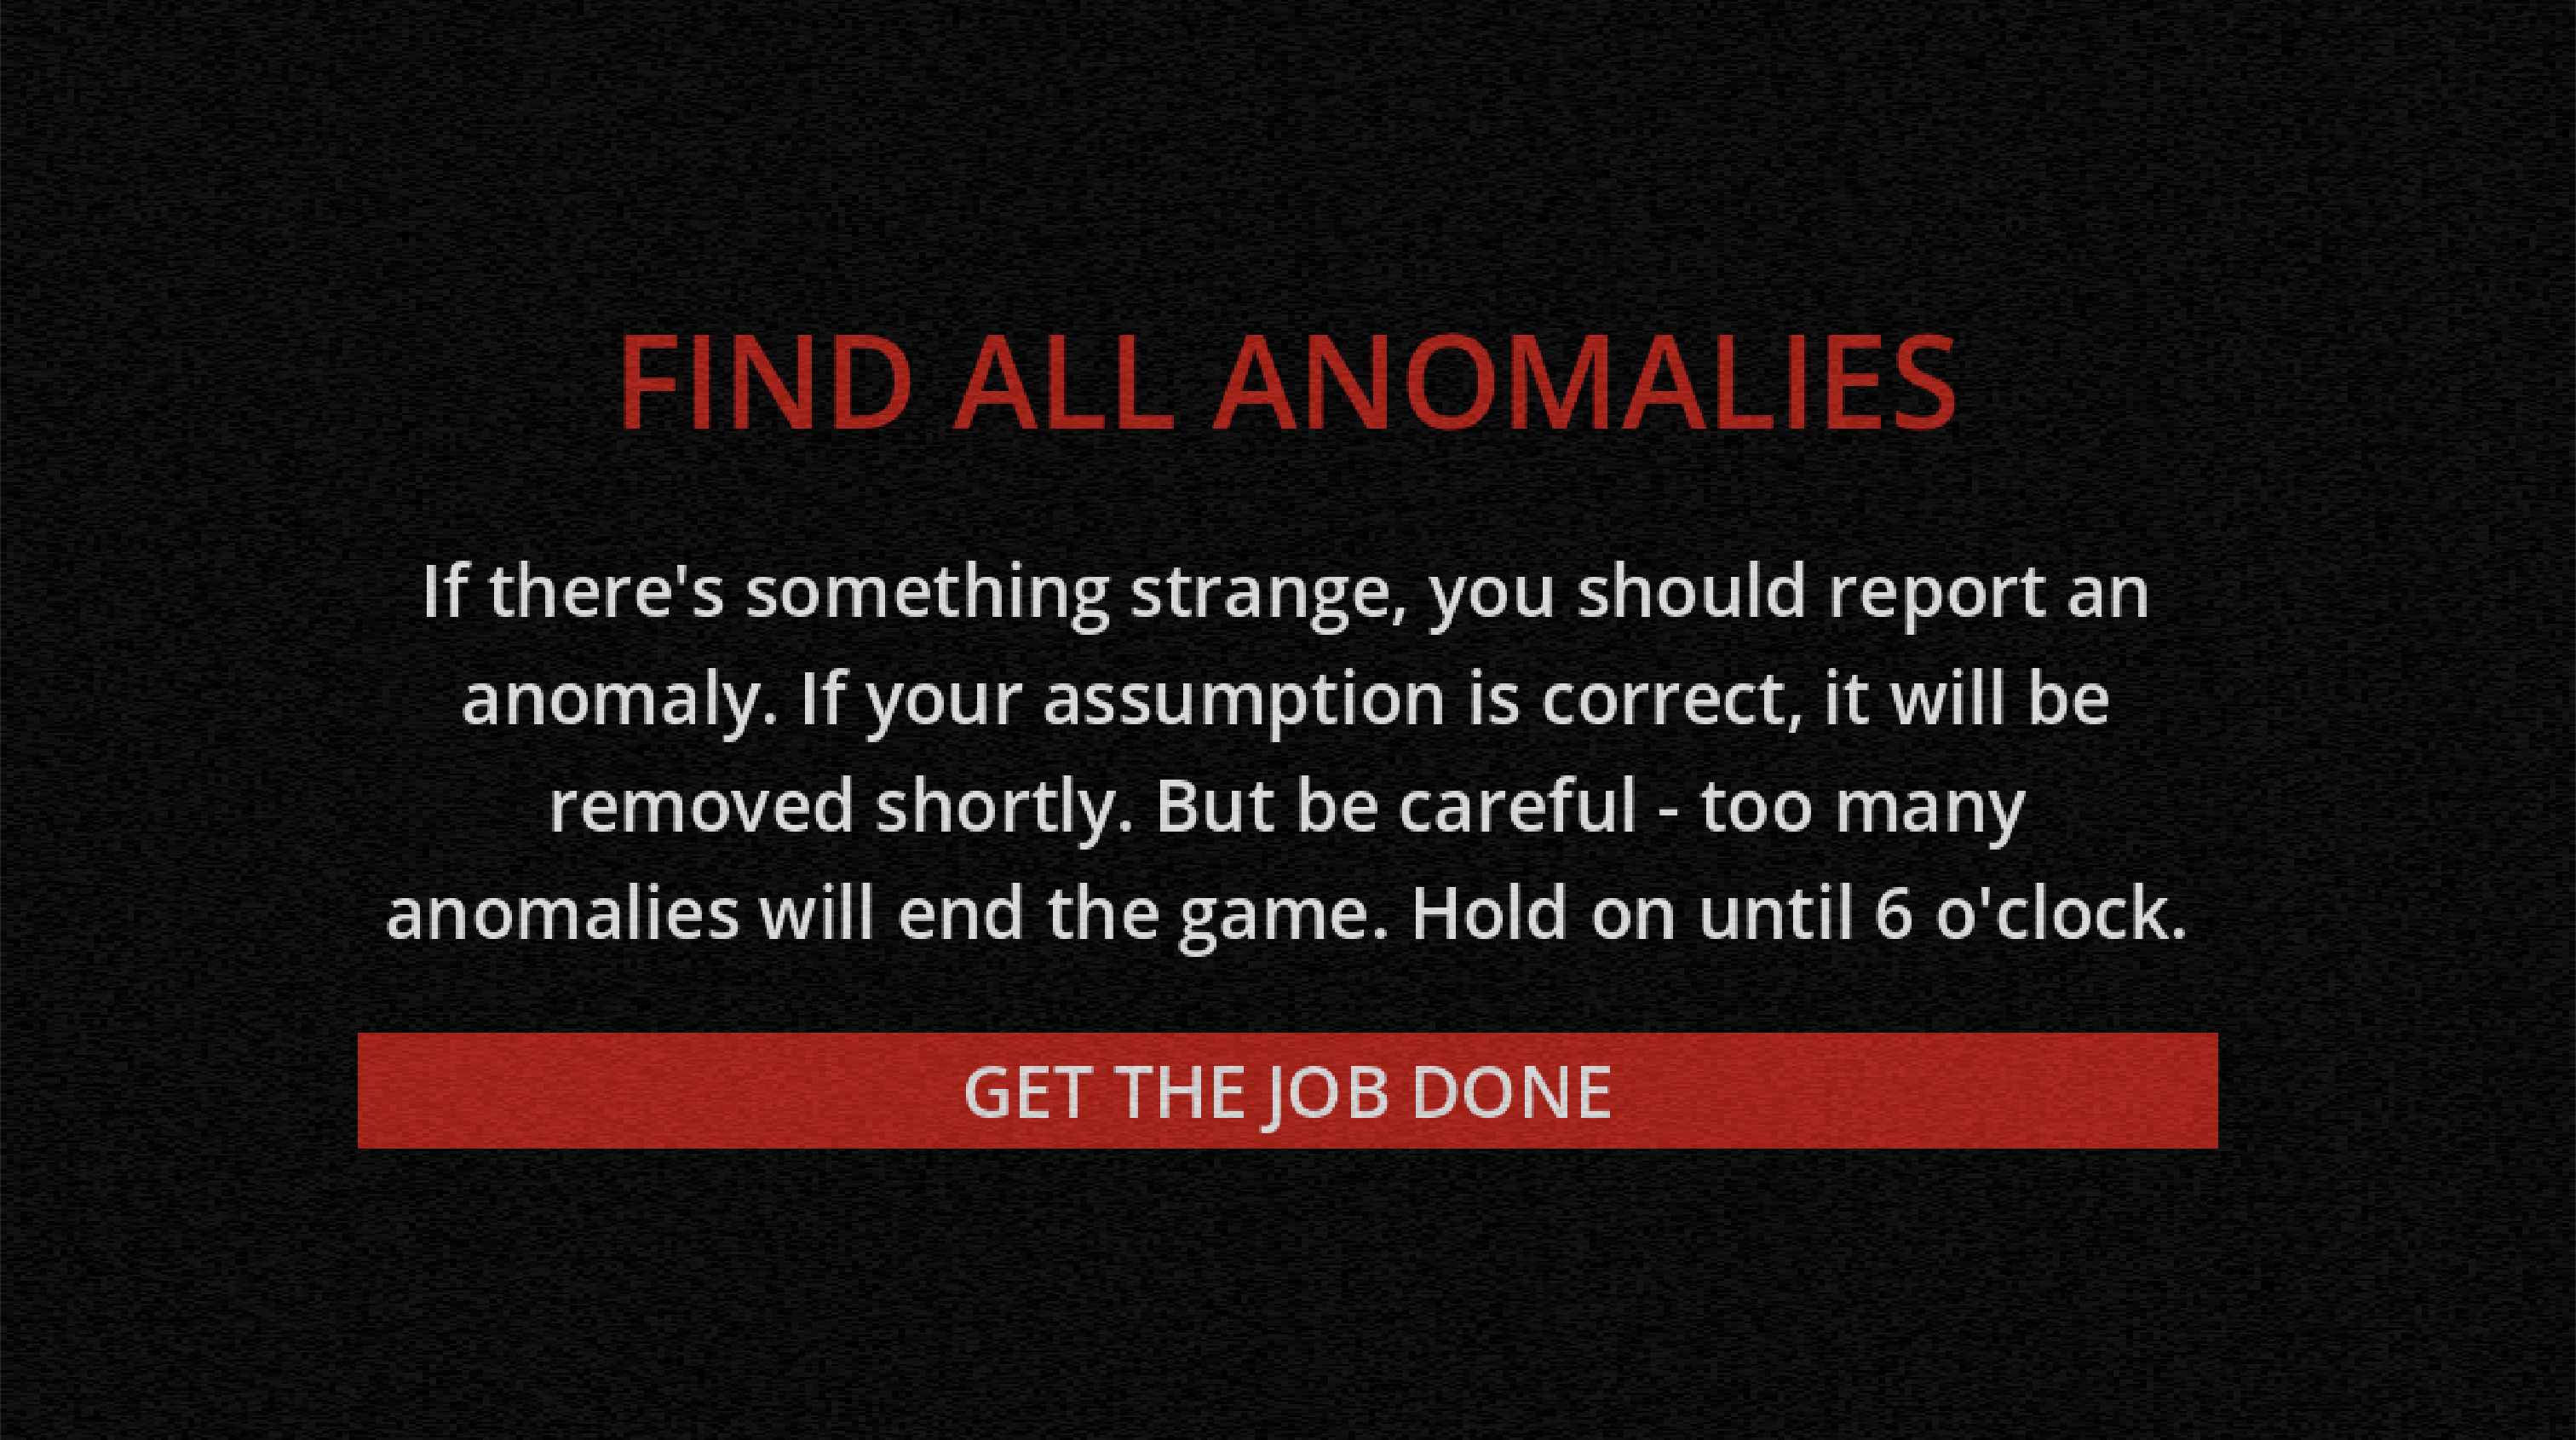 FIND ALL ANOMALIES
If there's something strange, you should report an
anomaly. If your assumption is correct, it will be
removed shortly. But be careful - too many
anomalies will end the game. Hold on until 6 o'clock.
GET THE JOB DONE